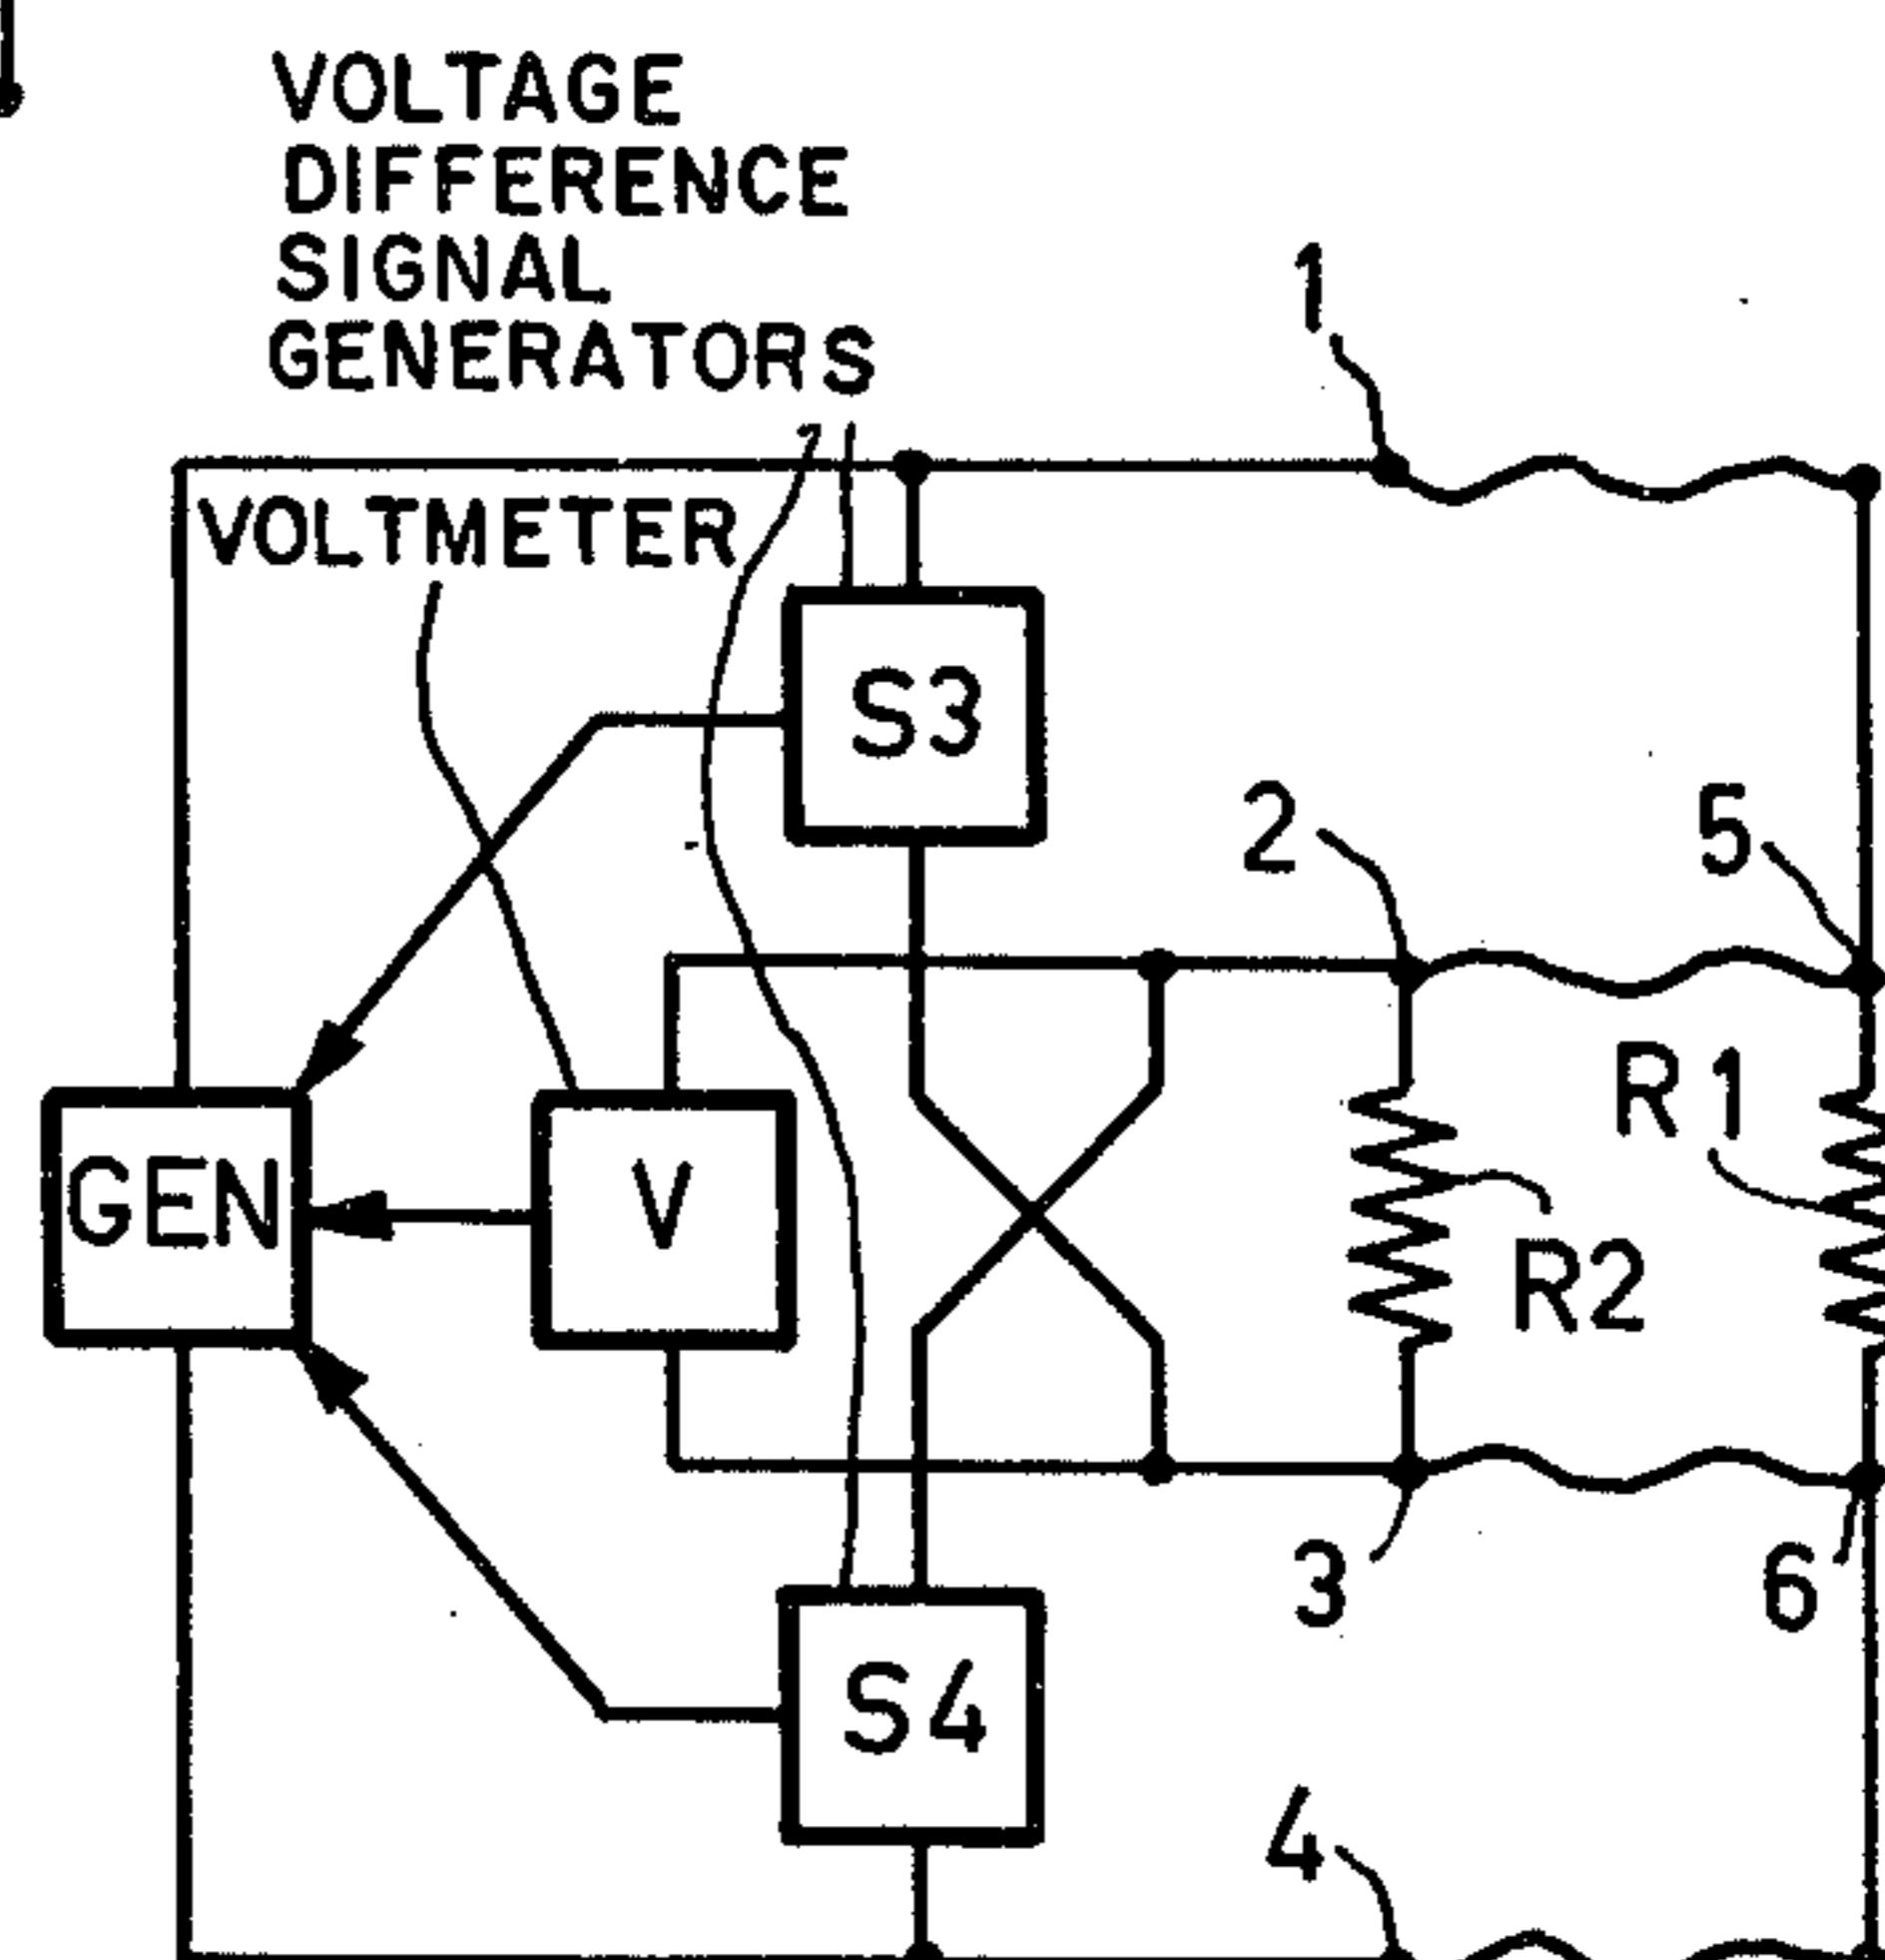 VOLTAGE
DIFFERENCE
SIGNAL
GENERATORS
1
VOLTMETER
S3
2
5
R1
GEN
V
R2
3
6
S4
4